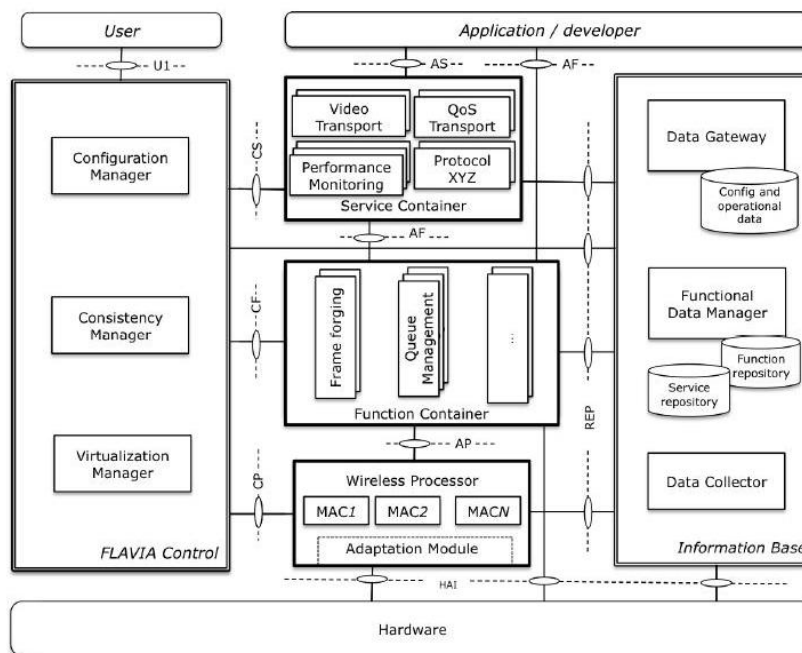 User
Application / developer
U1
AS
AF
Configuration
Manager
Consistency
Manager
Virtualization
Manager
FLAVIA Control
CS
CF
CP
Video
Transport
QoS
Transport
Performance
Monitoring
Protocol
XYZ
Service Container
AF
Frame forging
Queue
Management
...
Function Container
AP
Wireless Processor
MAC1
MAC2
MACN
Adaptation Module
REP
Data Gateway
Config and
operational
data
Functional
Data Manager
Function
repository
Service
repository
Data Collector
Information Base
HAI
Hardware